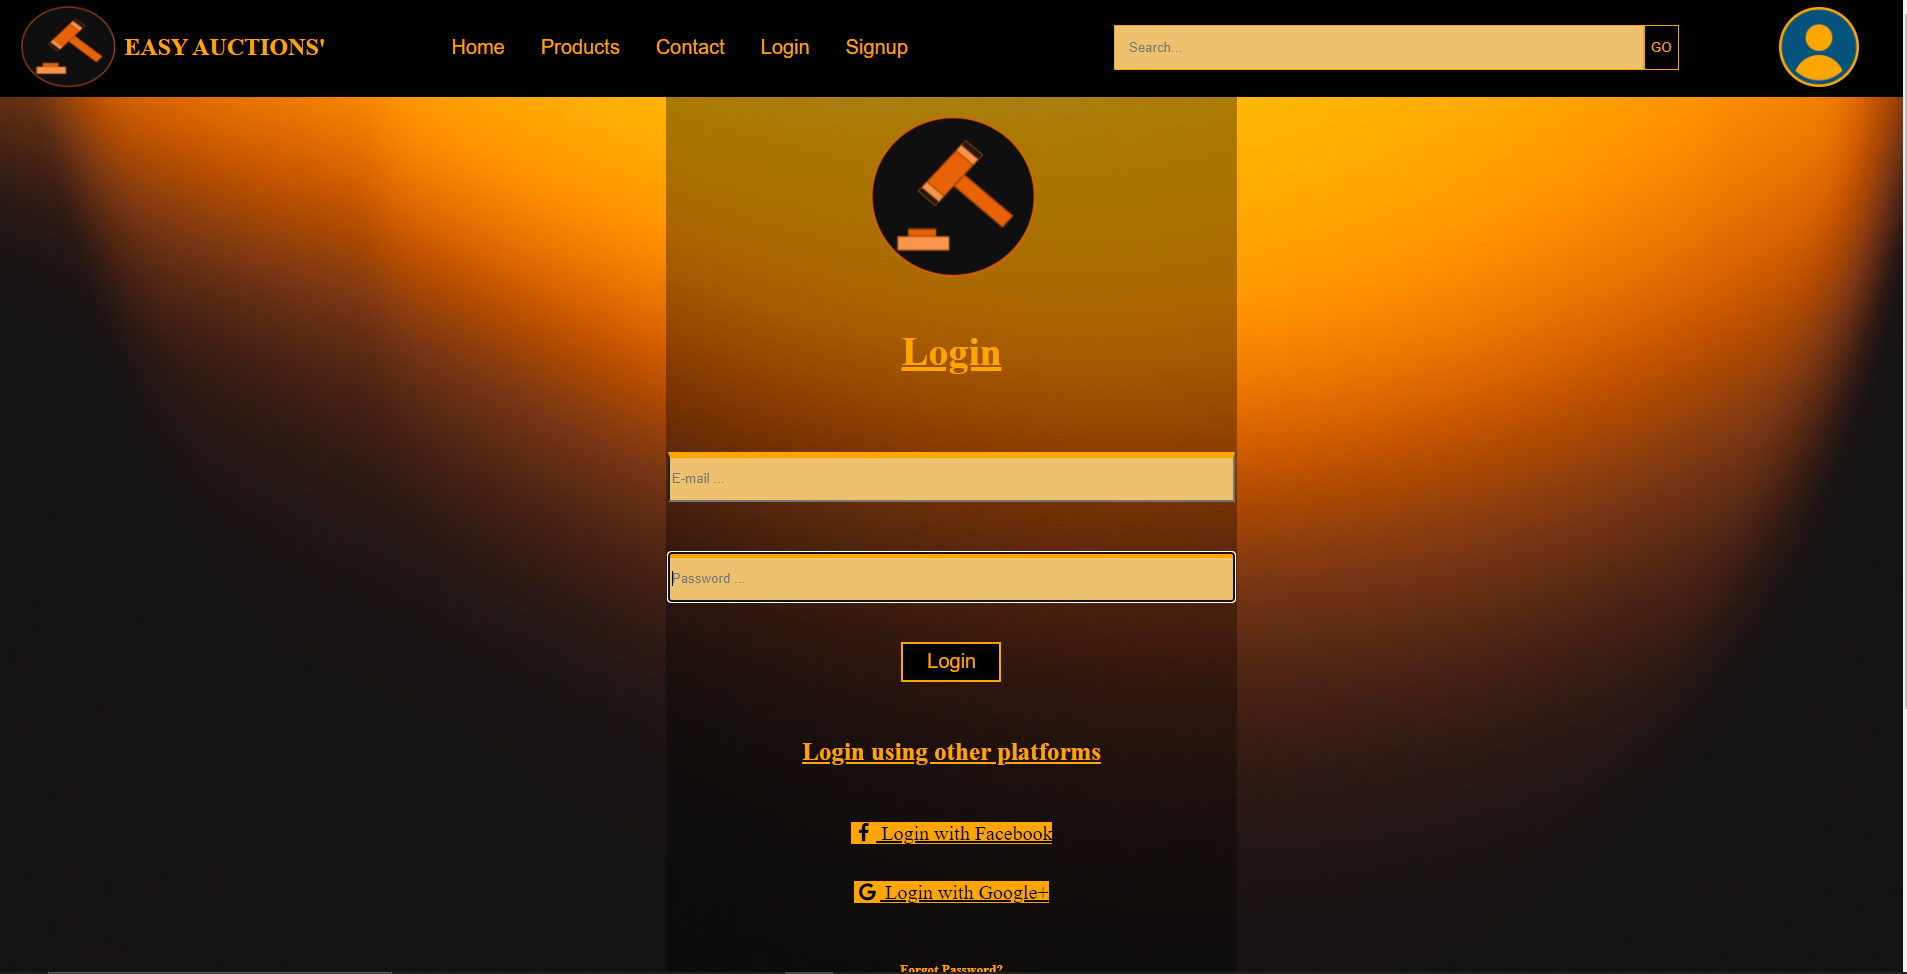 EASY AUCTIONS'
Home Products Contact Login Signup
Search...
GO
Login
E-mail ...
Password ...
Login
Login using other platforms
Login with Facebook
Login with Google+
Forgot Password?